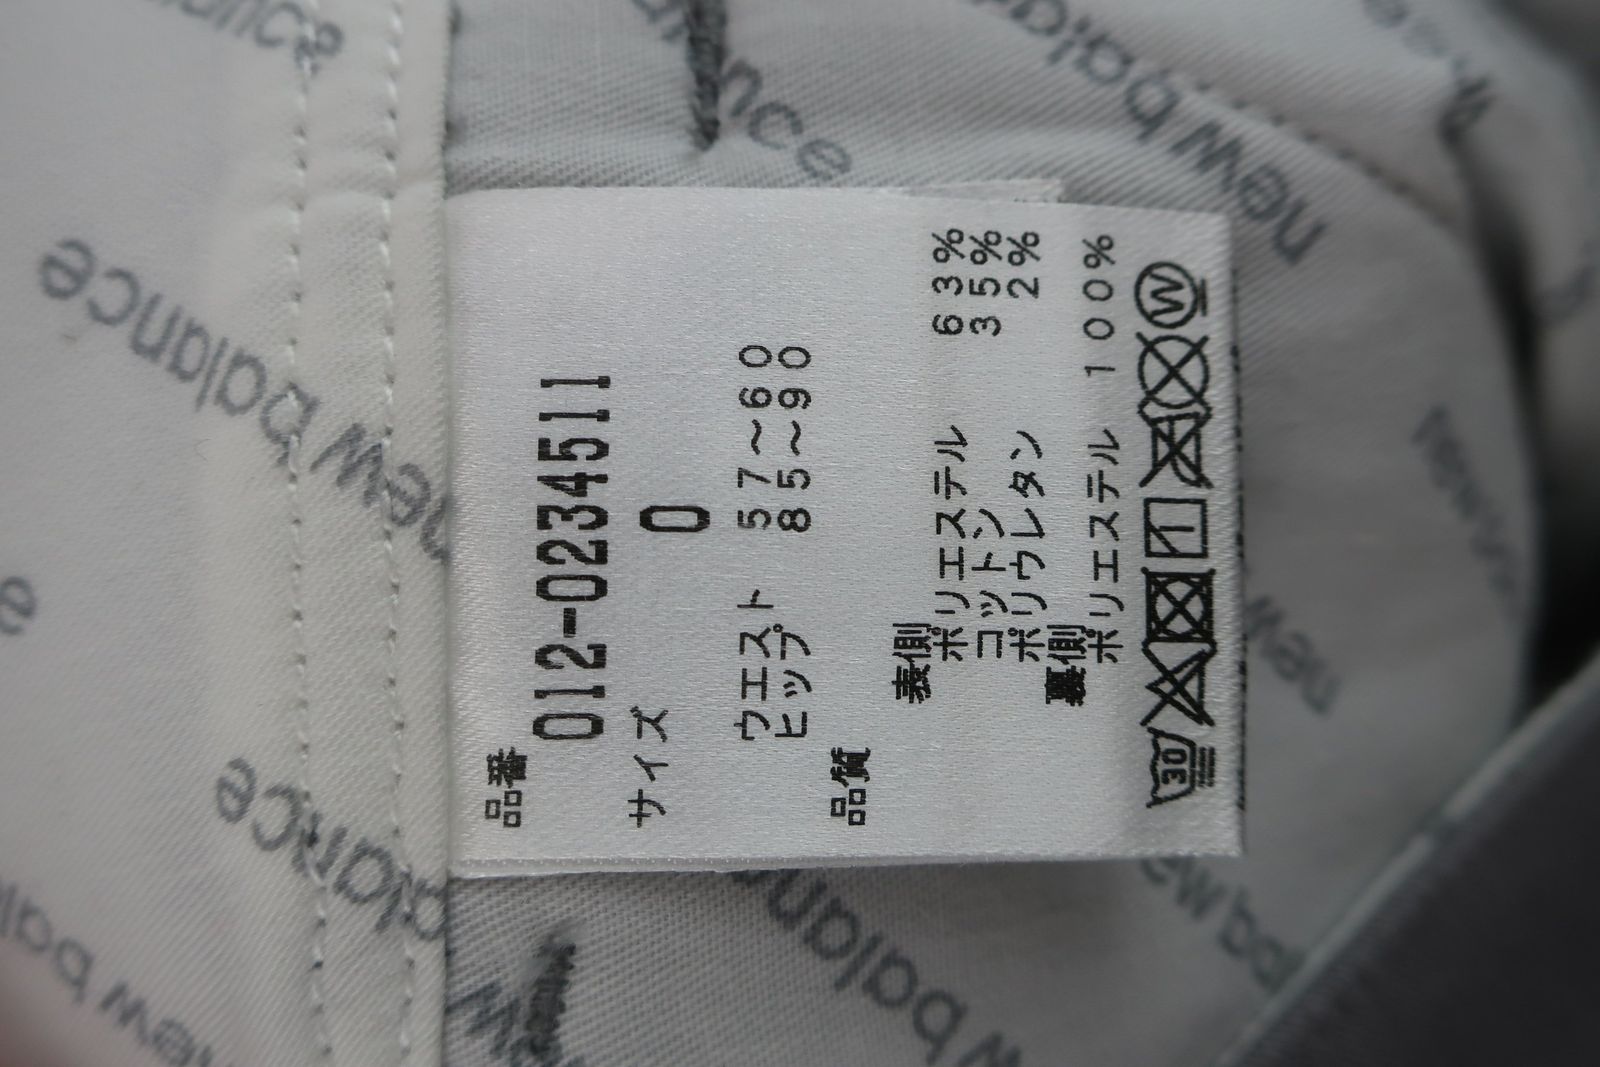 品番
012-0234511
サイズ
0
ウエスト 57～60
ヒップ 85～90
品質
表側
ポリエステル 63%
コットン 35%
ポリウレタン 2%
裏側
ポリエステル 100%
30
W
new balance
new balance
new balance
new balance
new balance
new